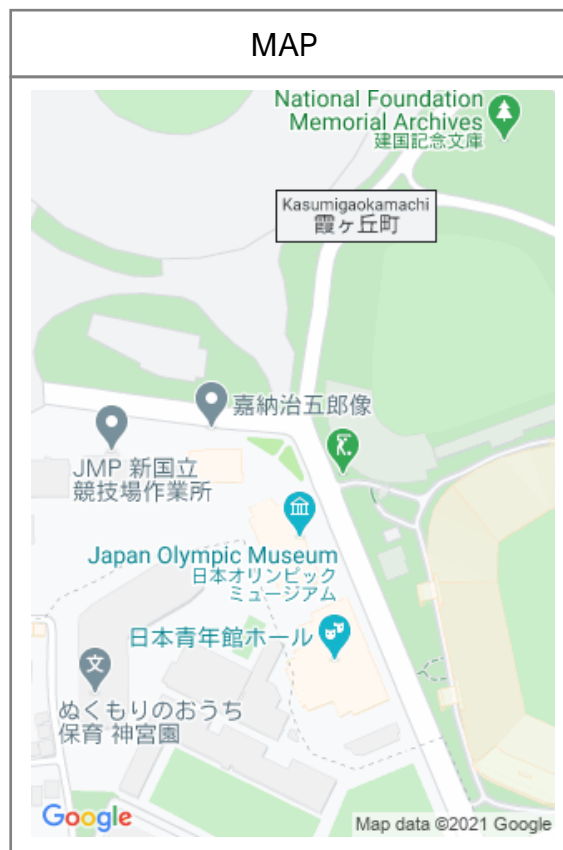 MAP
National Foundation
Memorial Archives
建国記念文庫
Kasumigaokamachi
霞ヶ丘町
嘉納治五郎像
JMP 新国立
競技場作業所
Japan Olympic Museum
日本オリンピック
ミュージアム
日本青年館ホール
文
ぬくもりのおうち
保育 神宮園
Google
Map data ©2021 Google